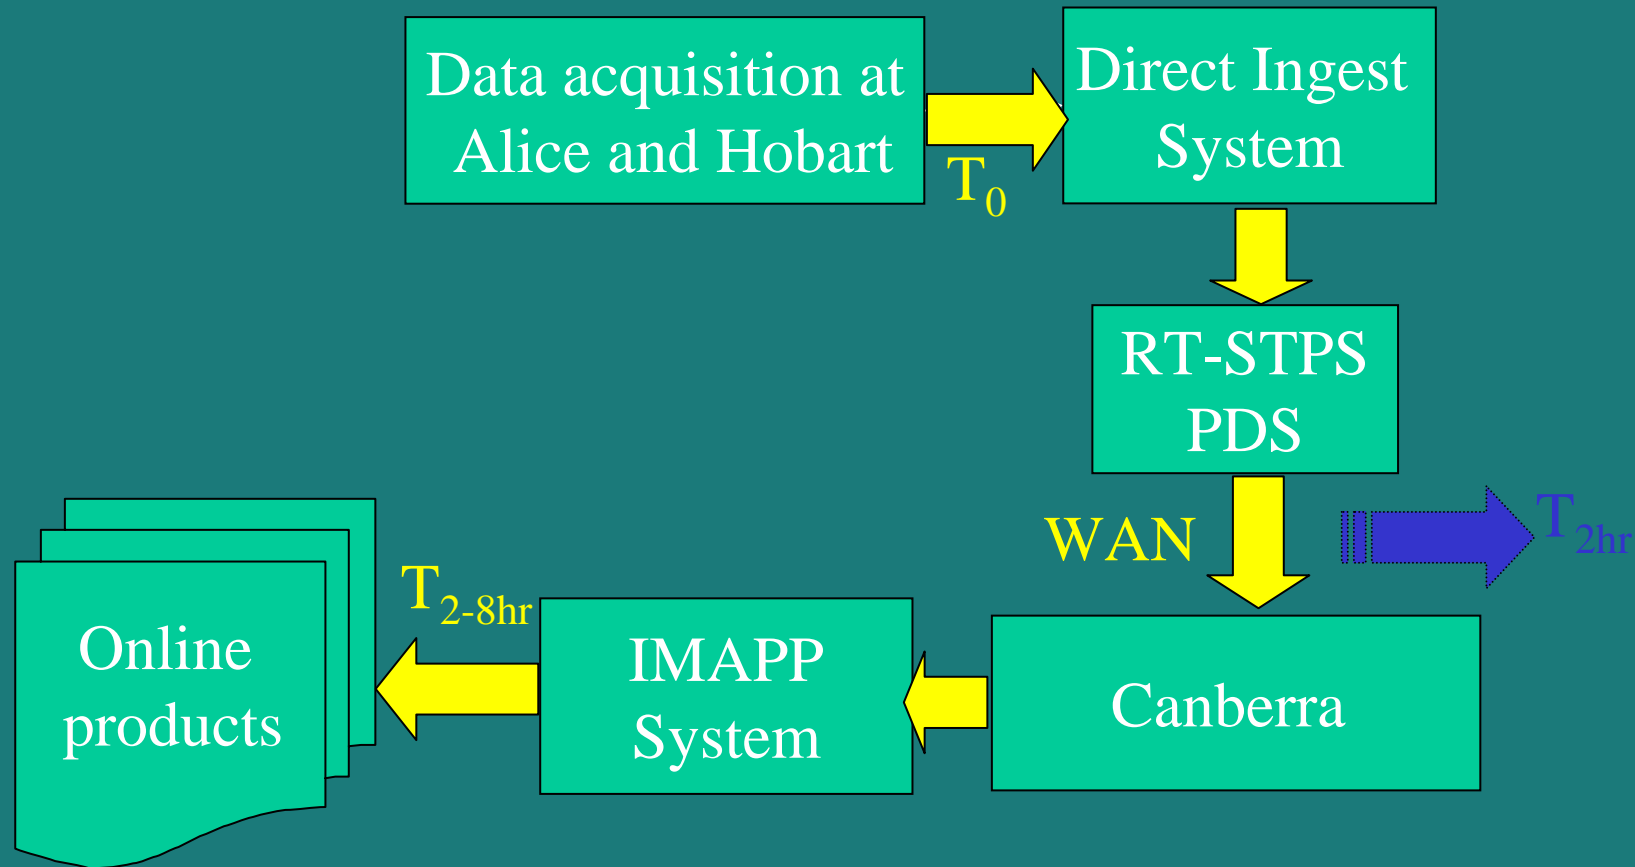 Data acquisition at
Alice and Hobart
T0
Direct Ingest
System
RT-STPS
PDS
WAN
T2hr
Canberra
IMAPP
System
T2-8hr
Online
products